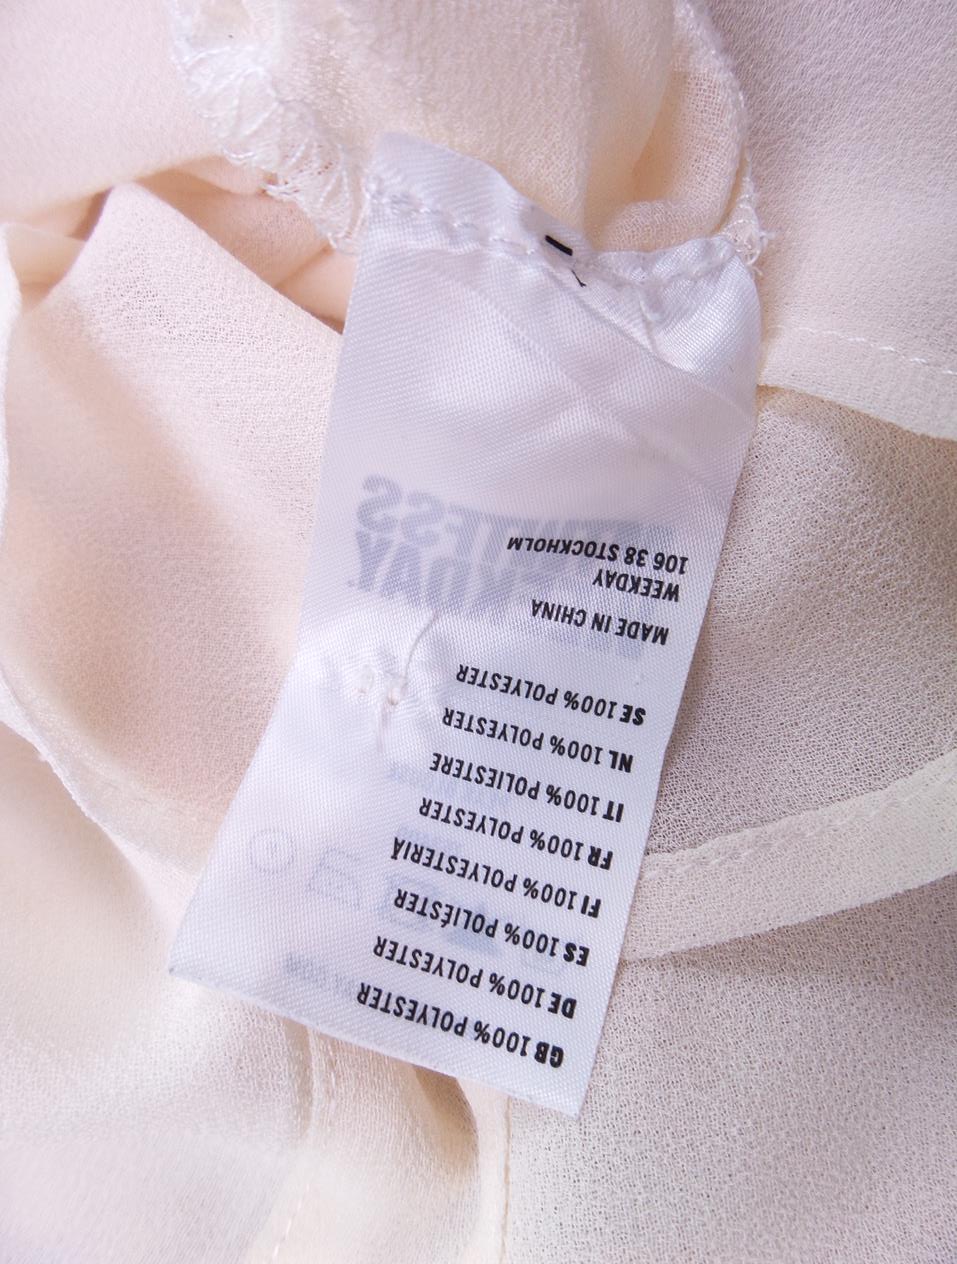 GB 100% POLYESTER
DE 100% POLYESTER
ES 100% POLIÉSTER
FI 100% POLYESTERIÄ
FR 100% POLYESTER
IT 100% POLIESTERE
NL 100% POLYESTER
SE 100% POLYESTER
MADE IN CHINA
WEEKDAY
106 38 STOCKHOLM